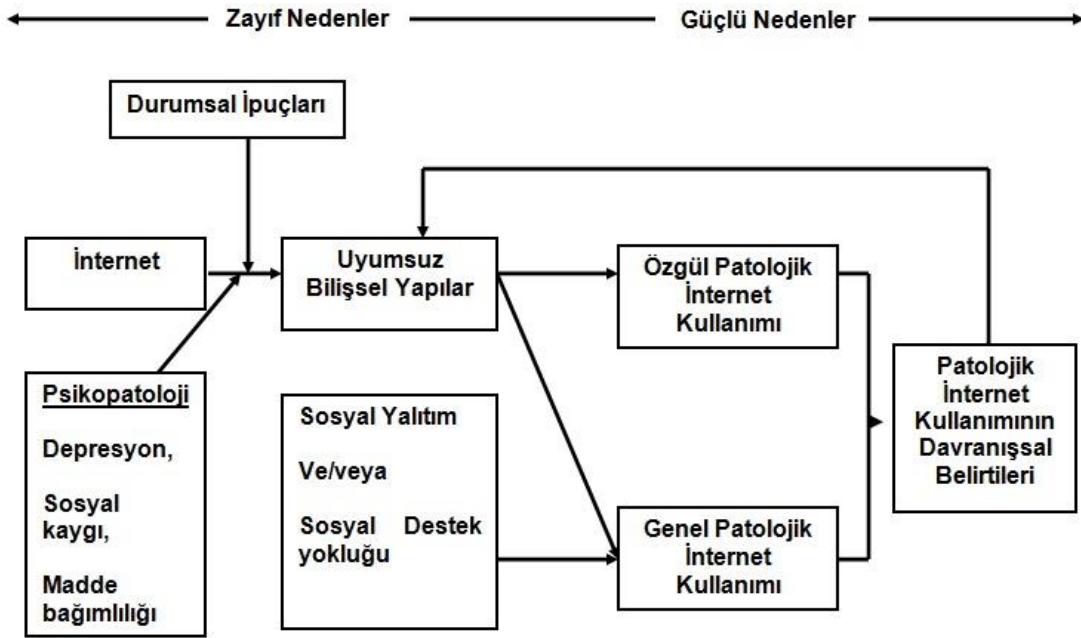 Zayıf Nedenler
Güçlü Nedenler
Durumsal İpuçları
İnternet
Uyumsuz
Bilişsel Yapılar
Özgül Patolojik
İnternet
Kullanımı
Psikopatoloji
Depresyon,
Sosyal
kaygı,
Madde
bağımlılığı
Sosyal Yalıtım
Ve/veya
Sosyal Destek
yokluğu
Genel Patolojik
İnternet
Kullanımı
Patolojik
İnternet
Kullanımının
Davranışsal
Belirtileri